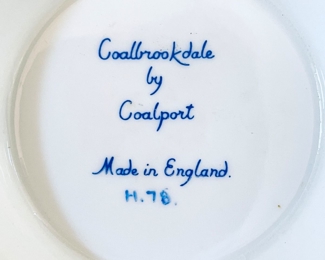 Coalbrookdale
by
Coalport
Made in England.
H.78.